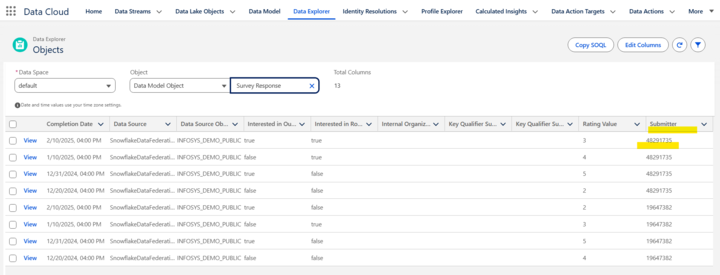 Data Cloud Home Data Streams Data Lake Objects Data Model Data Explorer Identity Resolutions Profile Explorer Calculated Insights Data Action Targets Data Actions More
Data Explorer
Objects
Copy SOQL Edit Columns
* Data Space Object Total Columns
default Data Model Object Survey Response 13
Date and time values use your time zone settings.
Completion Date Data Source Data Source Ob... Interested in Ou... Interested in Ro... Internal Organiz... Key Qualifier Su... Key Qualifier Su... Rating Value Submitter
View 2/10/2025, 04:00 PM SnowflakeDataFederati... INFOSYS_DEMO_PUBLIC true true 3 48291735
View 1/10/2025, 04:00 PM SnowflakeDataFederati... INFOSYS_DEMO_PUBLIC false true 4 48291735
View 12/31/2024, 04:00 PM SnowflakeDataFederati... INFOSYS_DEMO_PUBLIC true false 5 48291735
View 12/20/2024, 04:00 PM SnowflakeDataFederati... INFOSYS_DEMO_PUBLIC false false 2 48291735
View 2/10/2025, 04:00 PM SnowflakeDataFederati... INFOSYS_DEMO_PUBLIC false true 2 19647382
View 1/10/2025, 04:00 PM SnowflakeDataFederati... INFOSYS_DEMO_PUBLIC true true 3 19647382
View 12/31/2024, 04:00 PM SnowflakeDataFederati... INFOSYS_DEMO_PUBLIC false false 5 19647382
View 12/20/2024, 04:00 PM SnowflakeDataFederati... INFOSYS_DEMO_PUBLIC true false 4 19647382